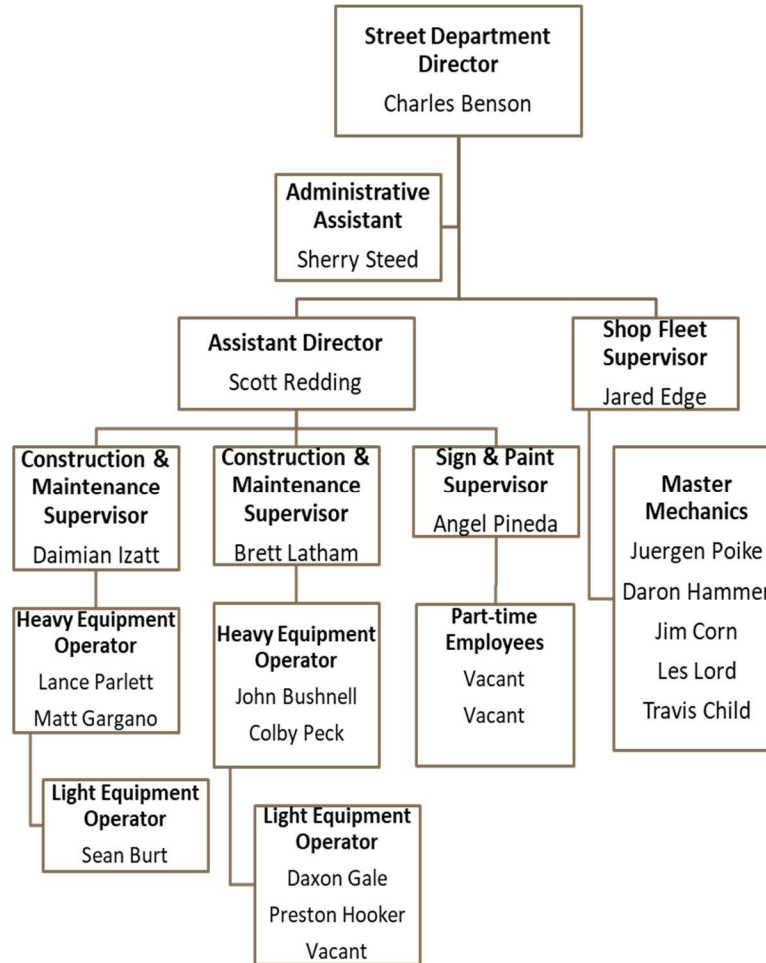 Street Department
Director
Charles Benson
Administrative
Assistant
Sherry Steed
Assistant Director
Scott Redding
Shop Fleet
Supervisor
Jared Edge
Construction &
Maintenance
Supervisor
Daimian Izatt
Construction &
Maintenance
Supervisor
Brett Latham
Sign & Paint
Supervisor
Angel Pineda
Master
Mechanics
Juergen Poike
Daron Hammer
Jim Corn
Les Lord
Travis Child
Heavy Equipment
Operator
Lance Parlett
Matt Gargano
Heavy Equipment
Operator
John Bushnell
Colby Peck
Part-time
Employees
Vacant
Vacant
Light Equipment
Operator
Sean Burt
Light Equipment
Operator
Daxon Gale
Preston Hooker
Vacant